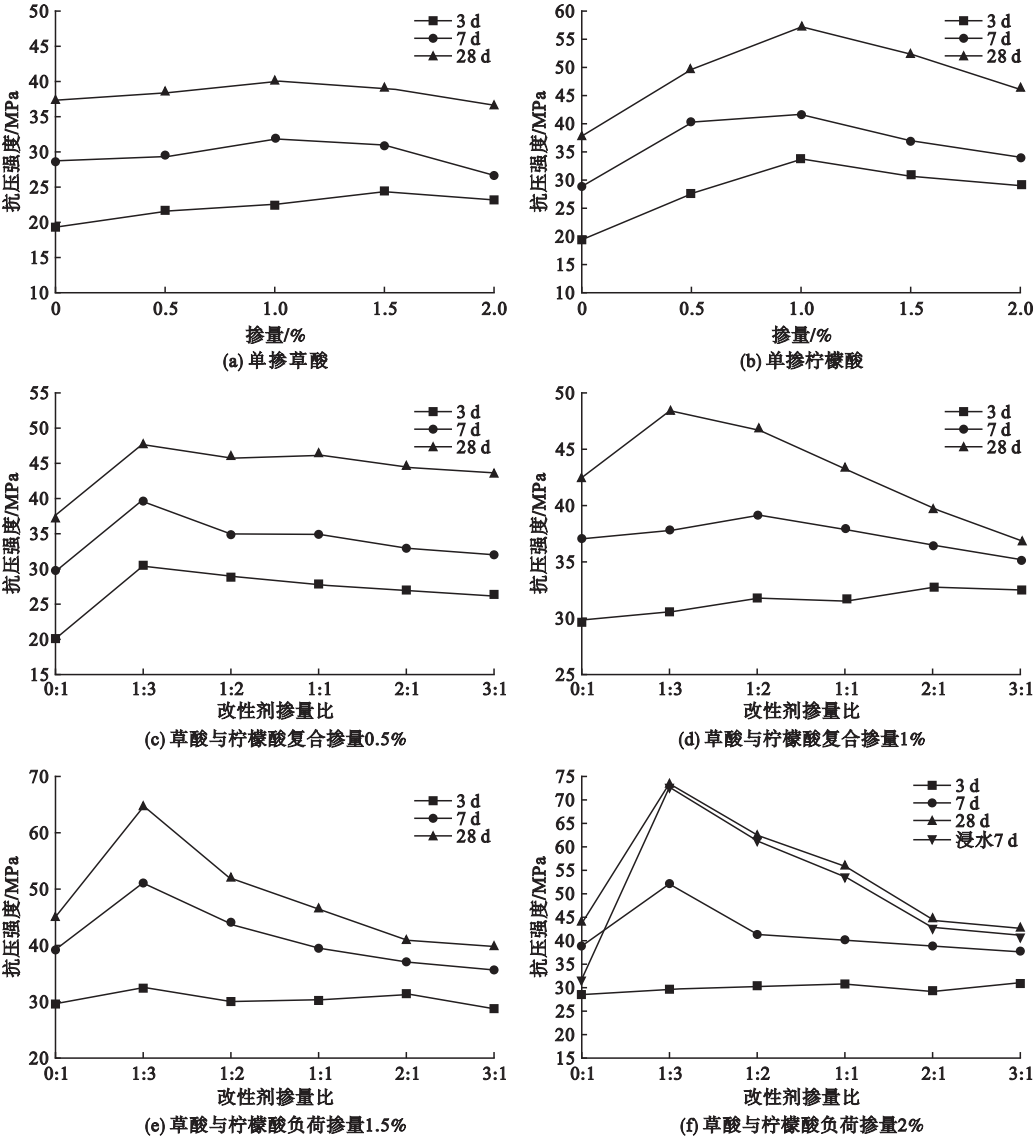 50
45
40
35
30
25
20
15
10
抗压强度/MPa
3 d
7 d
28 d
0
0.5
1.0
1.5
2.0
掺量/%
(a) 单掺草酸
60
55
50
45
40
35
30
25
20
15
10
抗压强度/MPa
3 d
7 d
28 d
0
0.5
1.0
1.5
2.0
掺量/%
(b) 单掺柠檬酸
55
50
45
40
35
30
25
20
15
抗压强度/MPa
3 d
7 d
28 d
0:1
1:3
1:2
1:1
2:1
3:1
改性剂掺量比
(c) 草酸与柠檬酸复合掺量0.5%
50
45
40
35
30
25
抗压强度/MPa
3 d
7 d
28 d
0:1
1:3
1:2
1:1
2:1
3:1
改性剂掺量比
(d) 草酸与柠檬酸复合掺量1%
70
60
50
40
30
20
抗压强度/MPa
3 d
7 d
28 d
0:1
1:3
1:2
1:1
2:1
3:1
改性剂掺量比
(e) 草酸与柠檬酸负荷掺量1.5%
75
70
65
60
55
50
45
40
35
30
25
20
15
抗压强度/MPa
3 d
7 d
28 d
浸水7 d
0:1
1:3
1:2
1:1
2:1
3:1
改性剂掺量比
(f) 草酸与柠檬酸负荷掺量2%